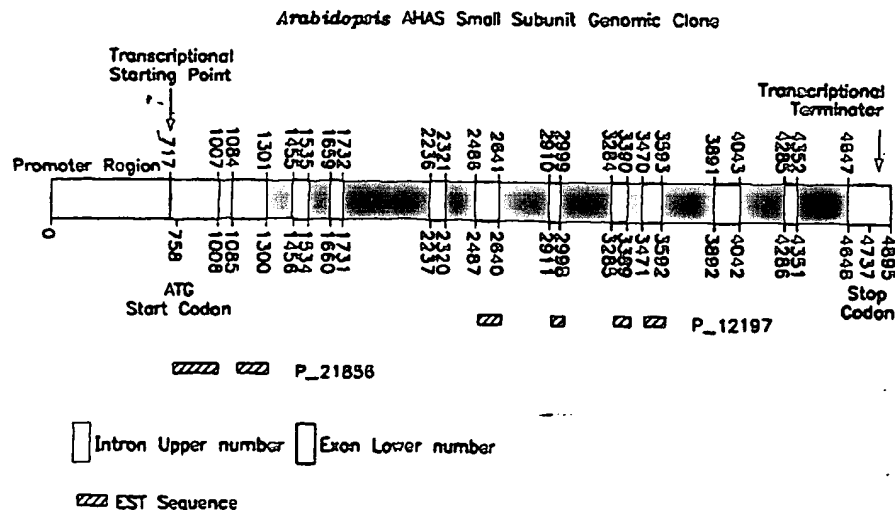 Arabidopsis AHAS Small Subunit Genomic Clone
Transcriptional
Starting Point
Transcriptional
Terminator
Promoter Region
717 1007 1084 1301 1455 1535 1659 1732 2236 2321 2486 2641 2910 2999 3284 3390 3470 3593 3891 4043 4285 4352 4647
0 758 1008 1085 1300 1456 1534 1660 1731 2237 2320 2487 2640 2911 2998 3283 3389 3471 3592 3892 4042 4286 4351 4648 4737 4885
ATG
Start Codon
Stop
Codon
P_12197
P_21856
Intron Upper number
Exon Lower number
EST Sequence